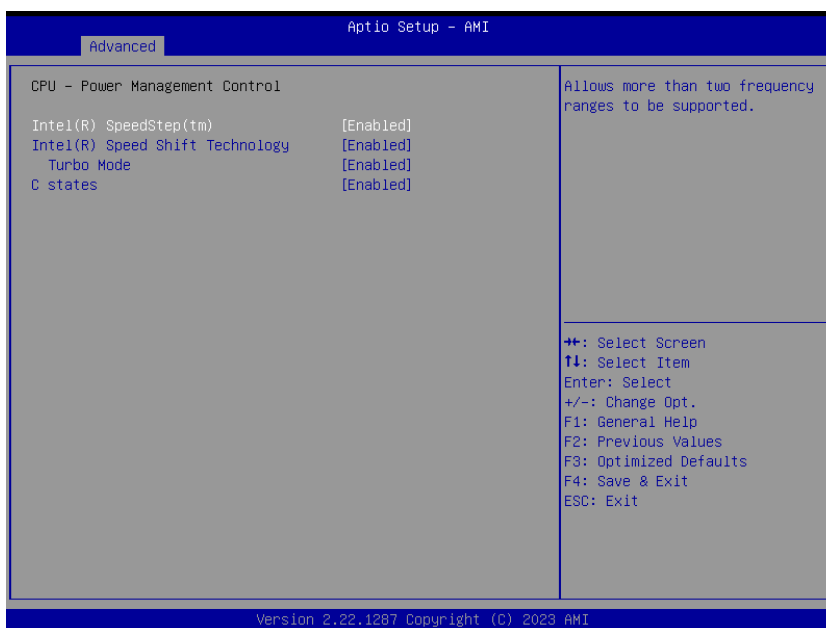 Aptio Setup – AMI
Advanced
CPU – Power Management Control
Intel(R) SpeedStep(tm) [Enabled]
Intel(R) Speed Shift Technology [Enabled]
Turbo Mode [Enabled]
C states [Enabled]
Allows more than two frequency
ranges to be supported.
→←: Select Screen
↑↓: Select Item
Enter: Select
+/-: Change Opt.
F1: General Help
F2: Previous Values
F3: Optimized Defaults
F4: Save & Exit
ESC: Exit
Version 2.22.1287 Copyright (C) 2023 AMI